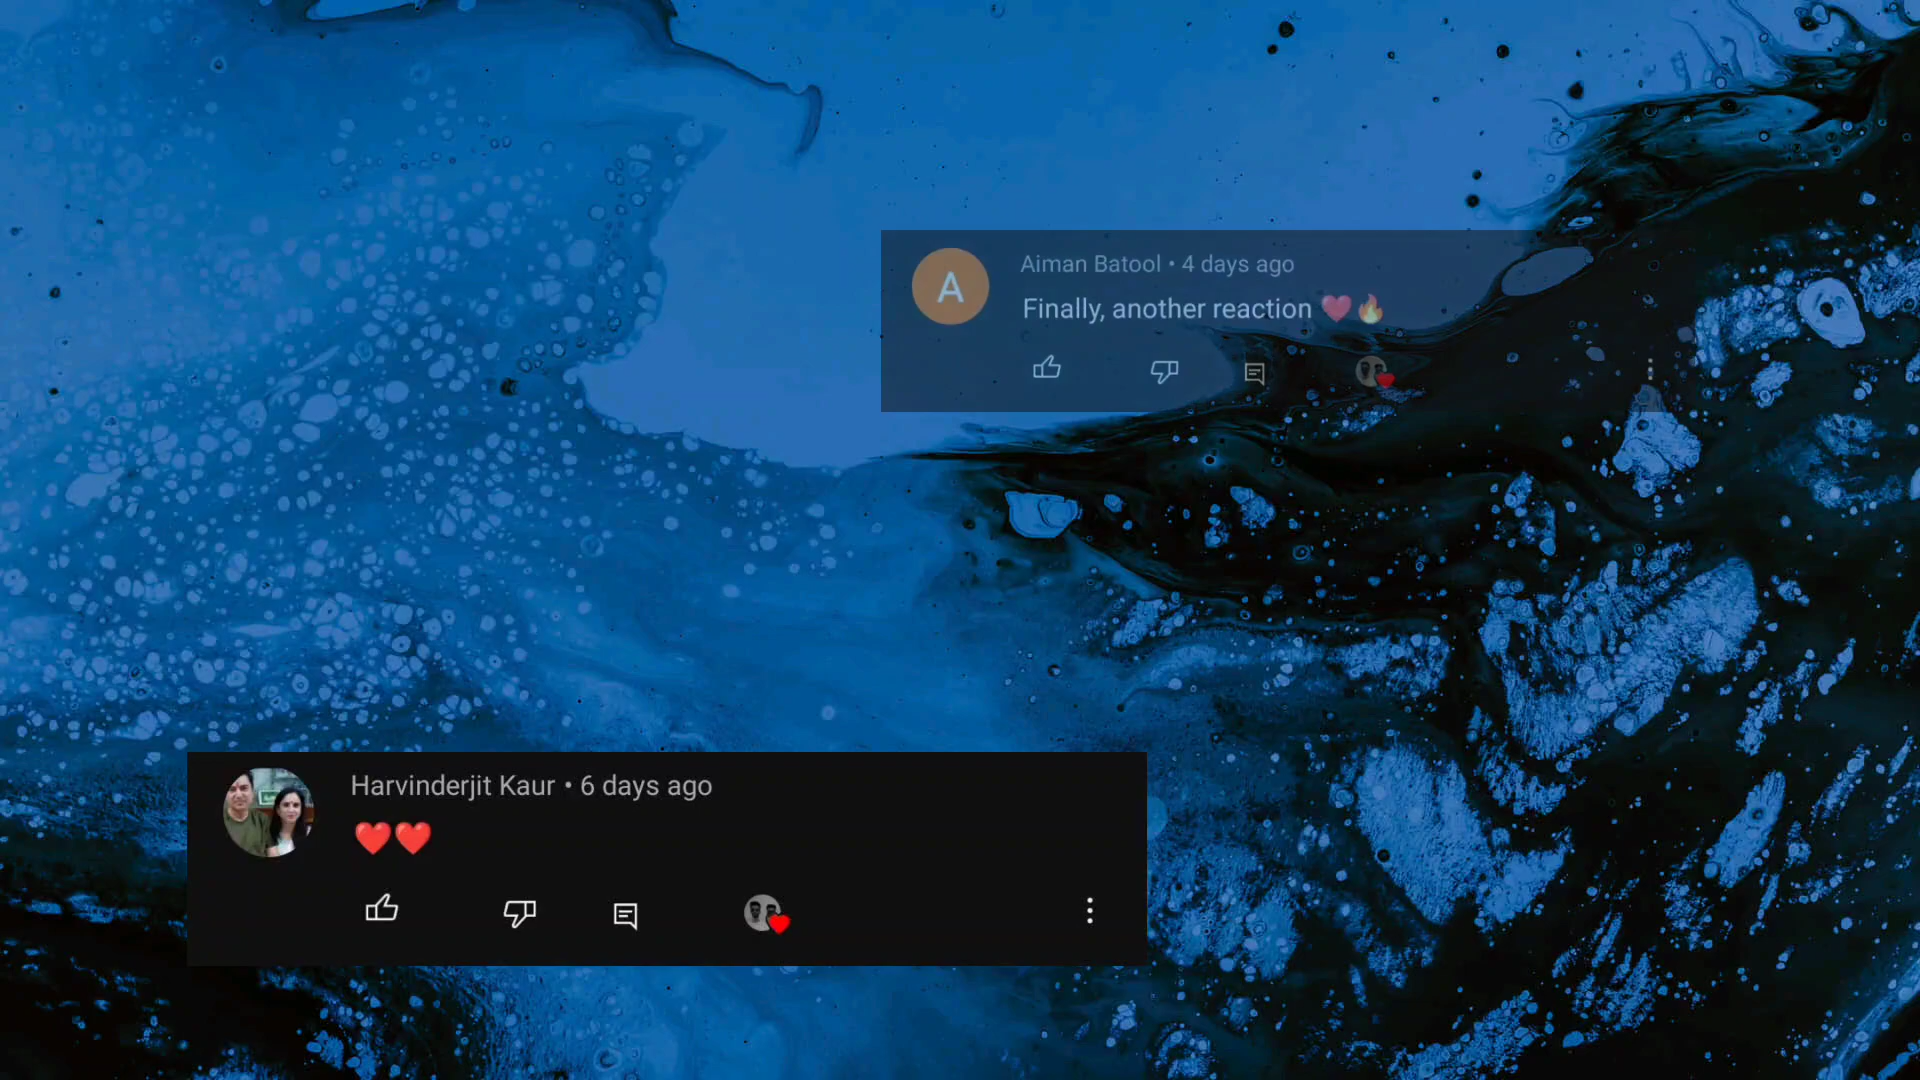 A
Aiman Batool • 4 days ago
Finally, another reaction ❤️🔥
Harvinderjit Kaur • 6 days ago
❤️❤️